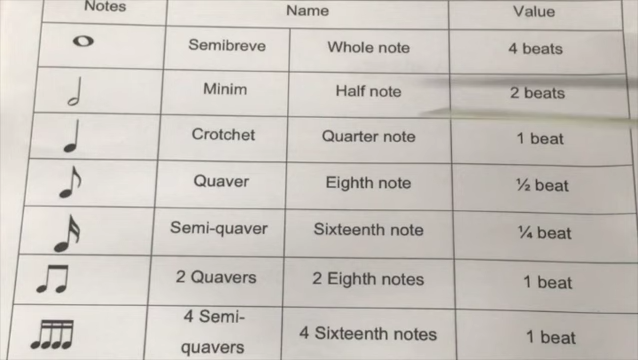 Notes Name Value
Semibreve Whole note 4 beats
Minim Half note 2 beats
Crotchet Quarter note 1 beat
Quaver Eighth note ½ beat
Semi-quaver Sixteenth note ¼ beat
2 Quavers 2 Eighth notes 1 beat
4 Semi-
quavers 4 Sixteenth notes 1 beat